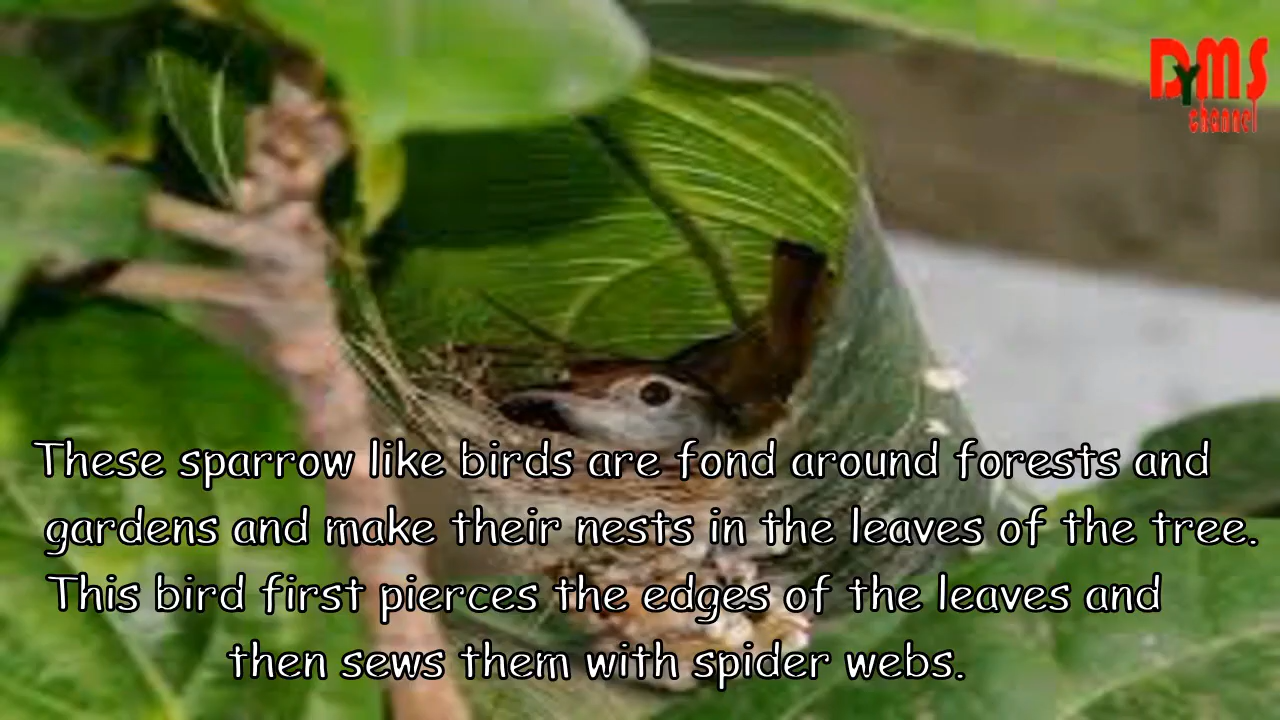 DYMS
channel
These sparrow like birds are fond around forests and
gardens and make their nests in the leaves of the tree.
This bird first pierces the edges of the leaves and
then sews them with spider webs.